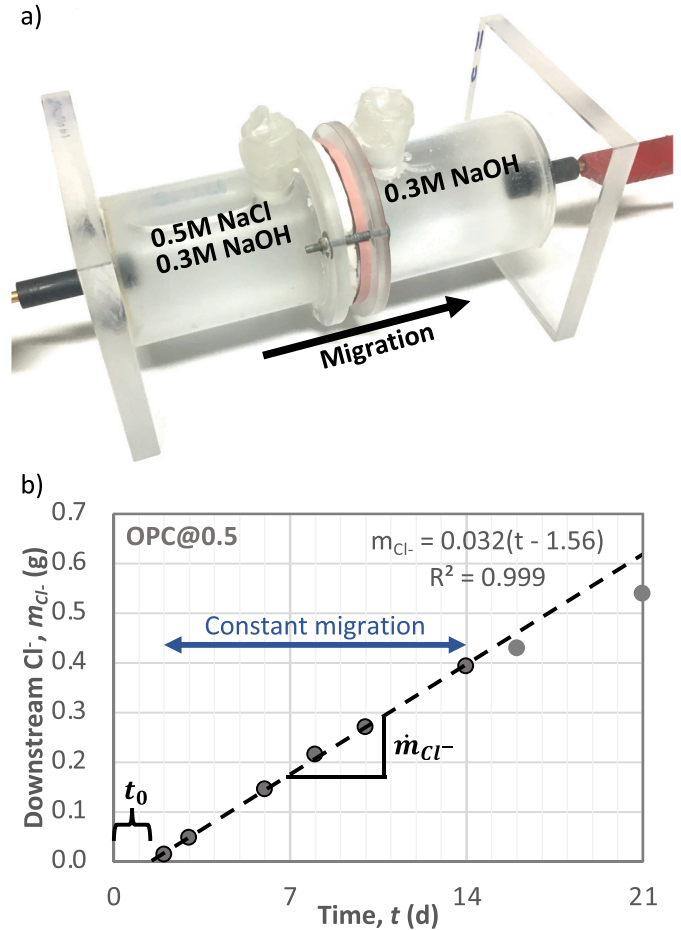 a)
0.5M NaCl
0.3M NaOH
0.3M NaOH
Migration
b)
OPC@0.5
m_Cl- = 0.032(t - 1.56)
R² = 0.999
Constant migration
ṁ_Cl⁻
t₀
Downstream Cl⁻, m_Cl- (g)
0.7
0.6
0.5
0.4
0.3
0.2
0.1
0.0
0
7
14
21
Time, t (d)